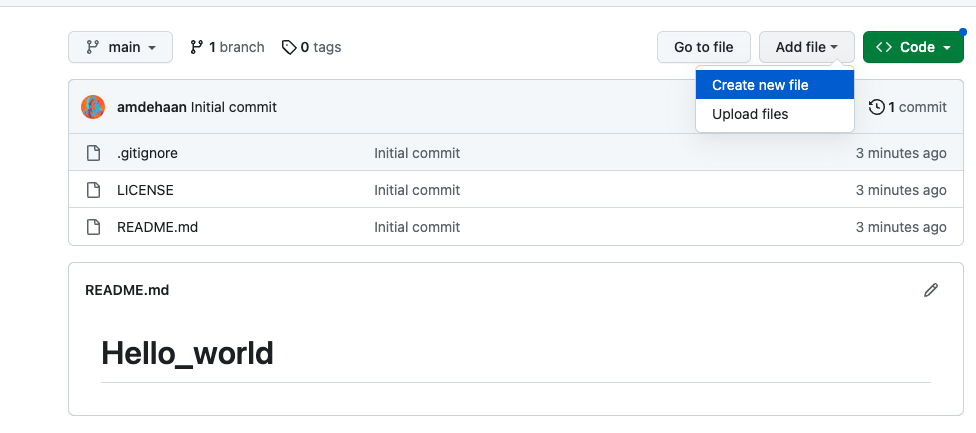 main 1 branch 0 tags Go to file Add file Code
Create new file
Upload files
amdehaan Initial commit 1 commit
.gitignore Initial commit 3 minutes ago
LICENSE Initial commit 3 minutes ago
README.md Initial commit 3 minutes ago
README.md
Hello_world